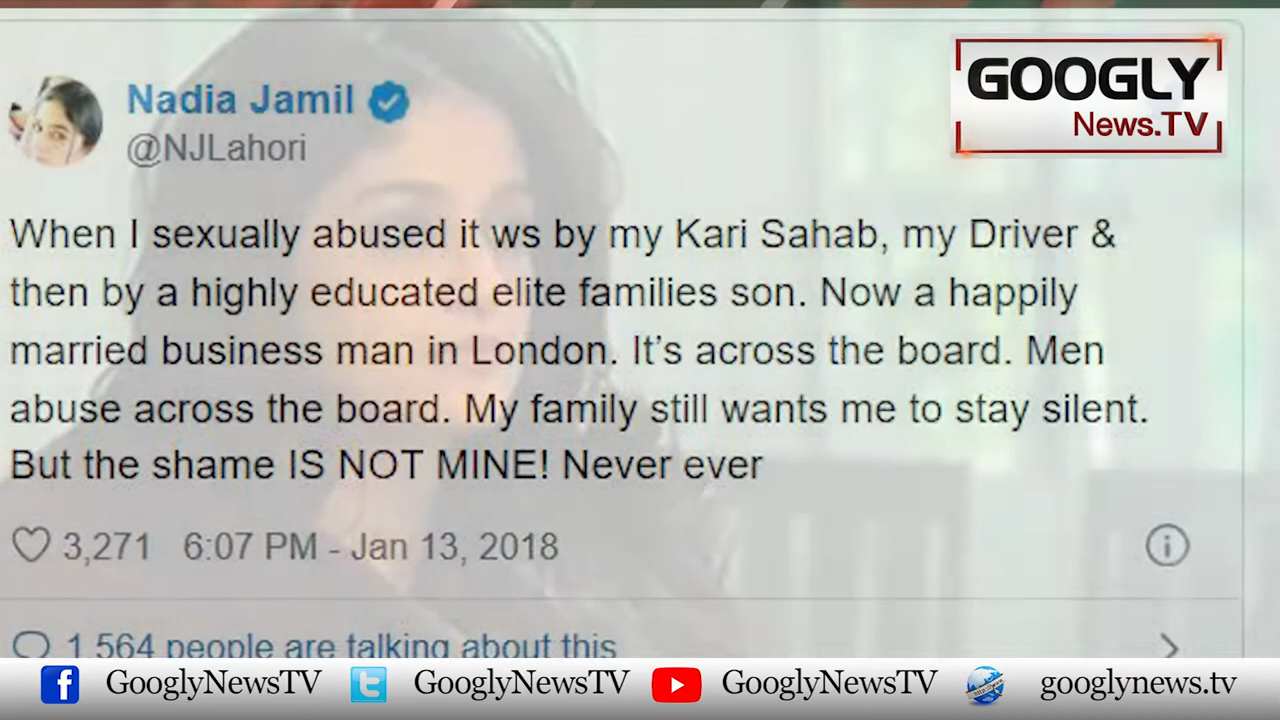 GOOGLY
News.TV
Nadia Jamil
@NJLahori
When I sexually abused it ws by my Kari Sahab, my Driver &
then by a highly educated elite families son. Now a happily
married business man in London. It's across the board. Men
abuse across the board. My family still wants me to stay silent.
But the shame IS NOT MINE! Never ever
3,271 6:07 PM - Jan 13, 2018
1,564 people are talking about this
GooglyNewsTV GooglyNewsTV GooglyNewsTV googlynews.tv